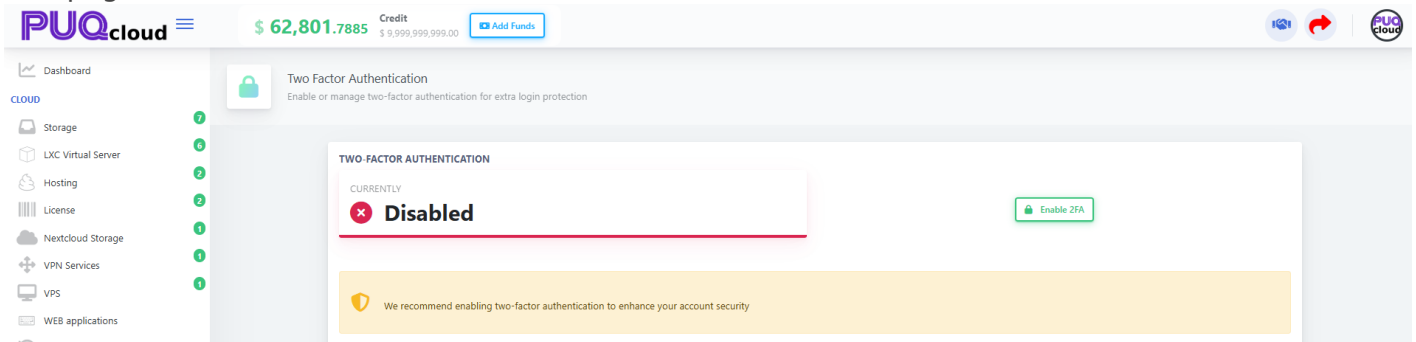 PUQcloud
$ 62,801.7885
Credit
$ 9,999,999,999.00
Add Funds
PUQ
cloud
Dashboard
CLOUD
Storage 7
LXC Virtual Server 6
Hosting 2
License 2
Nextcloud Storage 1
VPN Services 1
VPS 1
WEB applications
Two Factor Authentication
Enable or manage two-factor authentication for extra login protection
TWO-FACTOR AUTHENTICATION
CURRENTLY
Disabled
Enable 2FA
We recommend enabling two-factor authentication to enhance your account security